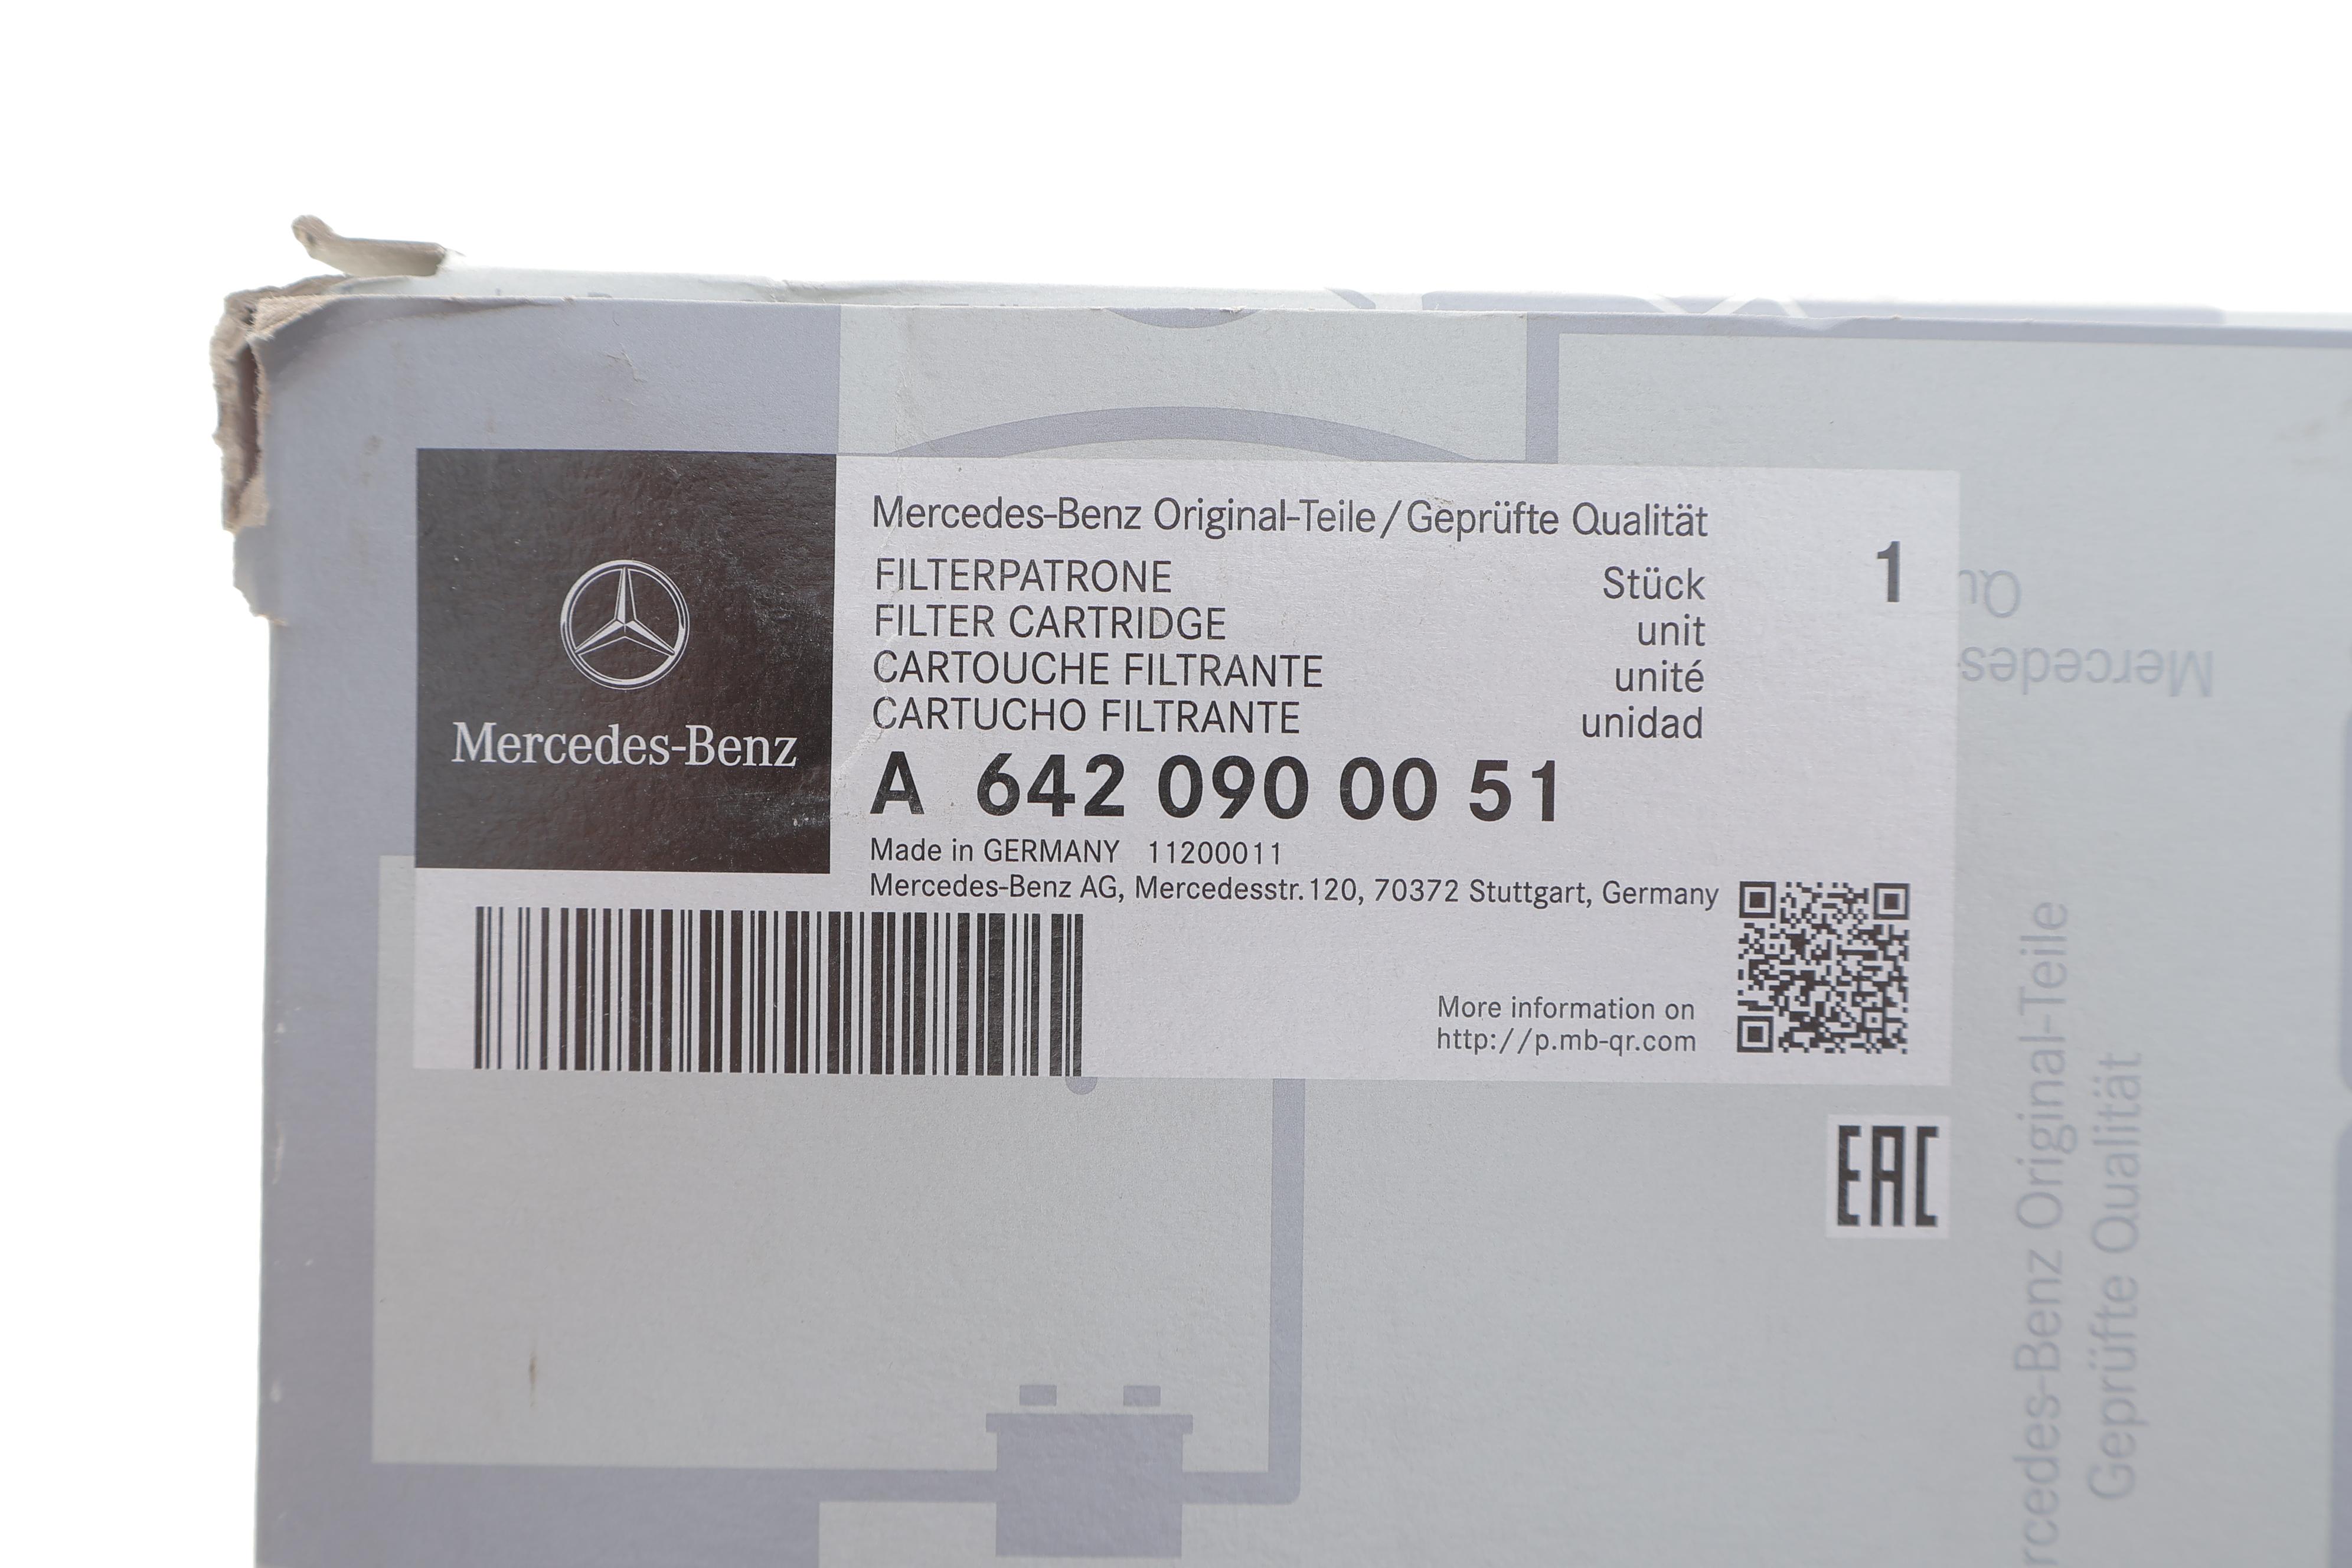 Mercedes-Benz
Mercedes-Benz Original-Teile/Geprüfte Qualität
FILTERPATRONE Stück 1
FILTER CARTRIDGE unit
CARTOUCHE FILTRANTE unité
CARTUCHO FILTRANTE unidad
A 642 090 00 51
Made in GERMANY 11200011
Mercedes-Benz AG, Mercedesstr.120, 70372 Stuttgart, Germany
More information on
http://p.mb-qr.com
EAC
Qu
Mercedes-
rcedes-Benz Original-Teile
Geprüfte Qualität